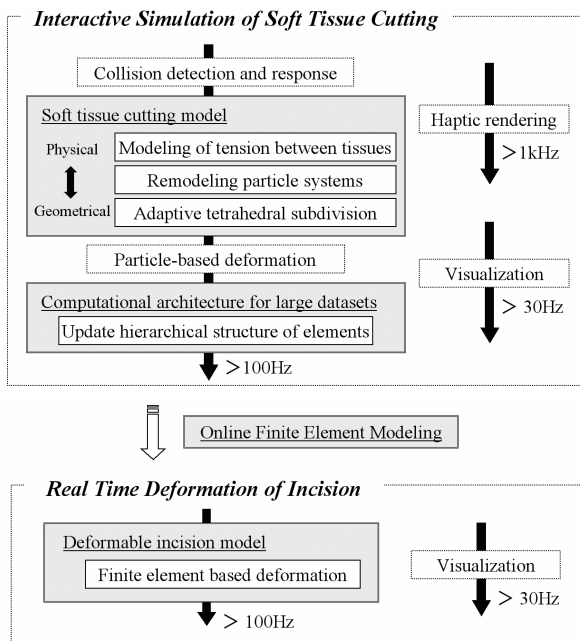 Interactive Simulation of Soft Tissue Cutting
Collision detection and response
Soft tissue cutting model
Physical
Modeling of tension between tissues
Remodeling particle systems
Geometrical
Adaptive tetrahedral subdivision
Haptic rendering
>1kHz
Particle-based deformation
Computational architecture for large datasets
Update hierarchical structure of elements
>100Hz
Visualization
> 30Hz
Online Finite Element Modeling
Real Time Deformation of Incision
Deformable incision model
Finite element based deformation
> 100Hz
Visualization
> 30Hz